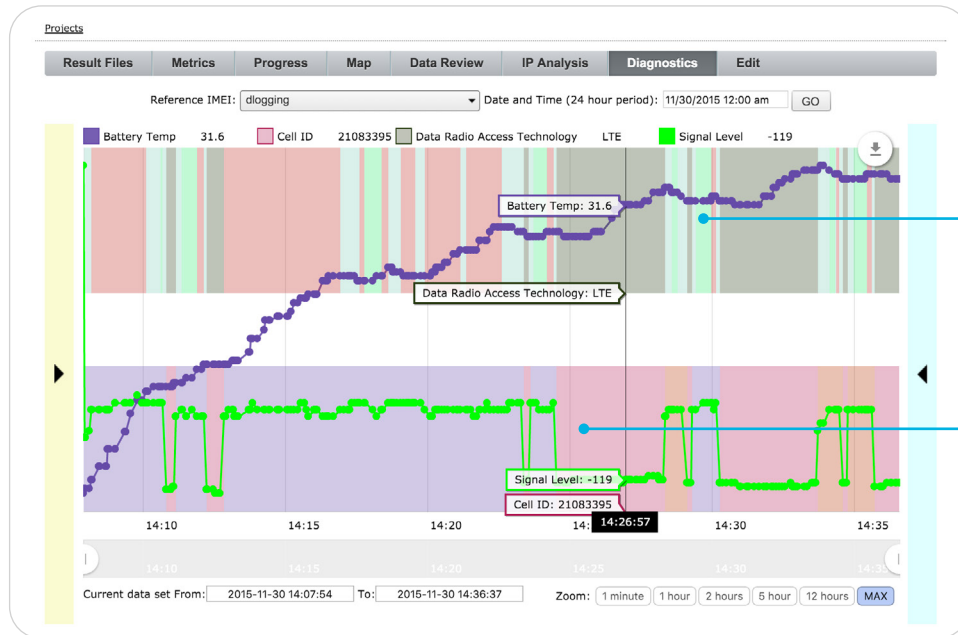 Projects
Result Files Metrics Progress Map Data Review IP Analysis Diagnostics Edit
Reference IMEI: dlogging Date and Time (24 hour period): 11/30/2015 12:00 am GO
Battery Temp 31.6 Cell ID 21083395 Data Radio Access Technology LTE Signal Level -119
Battery Temp: 31.6
Data Radio Access Technology: LTE
Signal Level: -119
Cell ID: 21083395
14:10 14:15 14:20 14:25 14:26:57 14:30 14:35
14:10 14:15 14:20 14:25 14:30 14:35
Current data set From: 2015-11-30 14:07:54 To: 2015-11-30 14:36:37 Zoom: 1 minute 1 hour 2 hours 5 hour 12 hours MAX